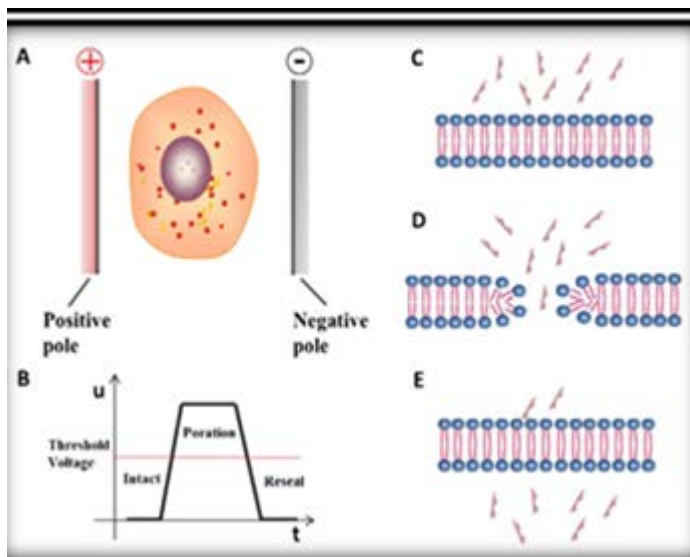 A
+
-
Positive
pole
Negative
pole
B
u
Threshold
Voltage
Intact
Poration
Reseal
t
C
D
E